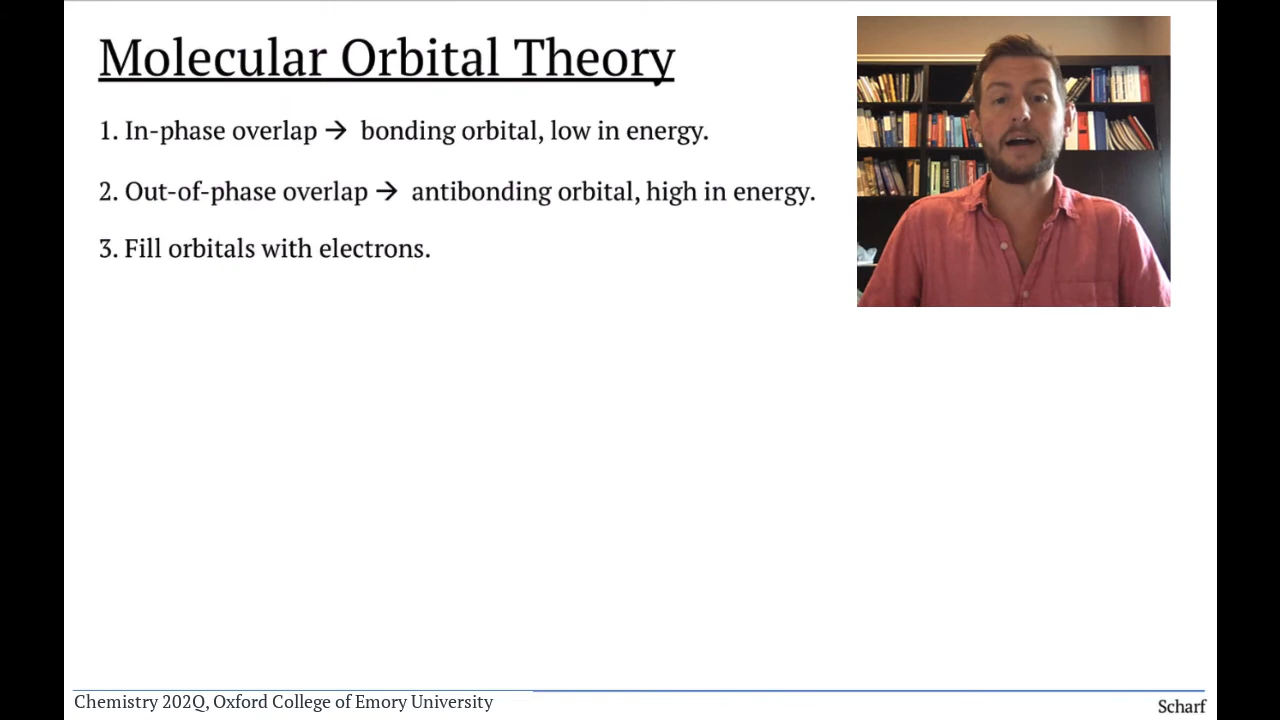 Molecular Orbital Theory
1. In-phase overlap → bonding orbital, low in energy.
2. Out-of-phase overlap → antibonding orbital, high in energy.
3. Fill orbitals with electrons.
Chemistry 202Q, Oxford College of Emory University
Scharf